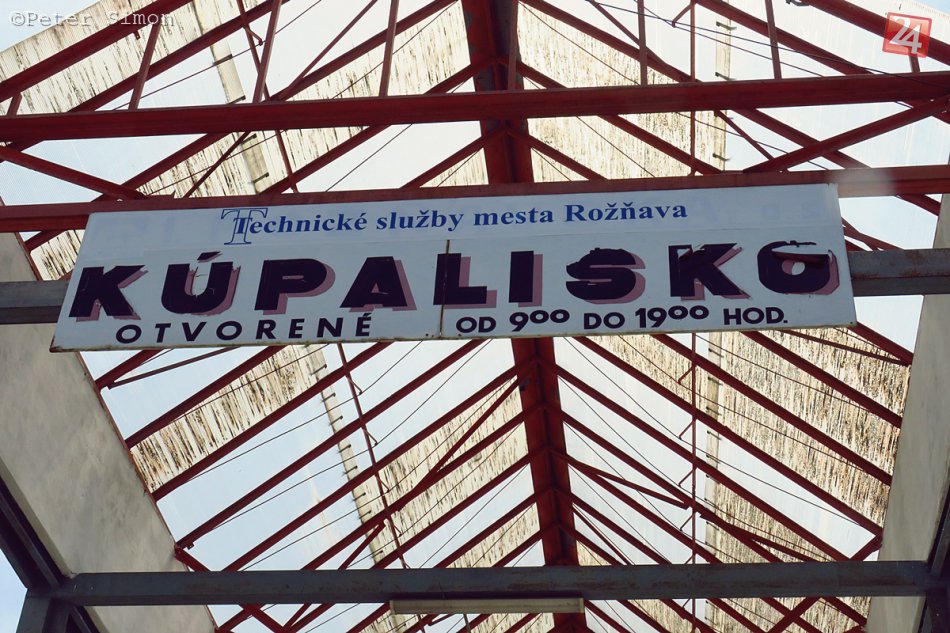 ©Peter Simon
24
Technické služby mesta Rožňava
KÚPALISKO
OTVORENÉ OD 9⁰⁰ DO 19⁰⁰ HOD.